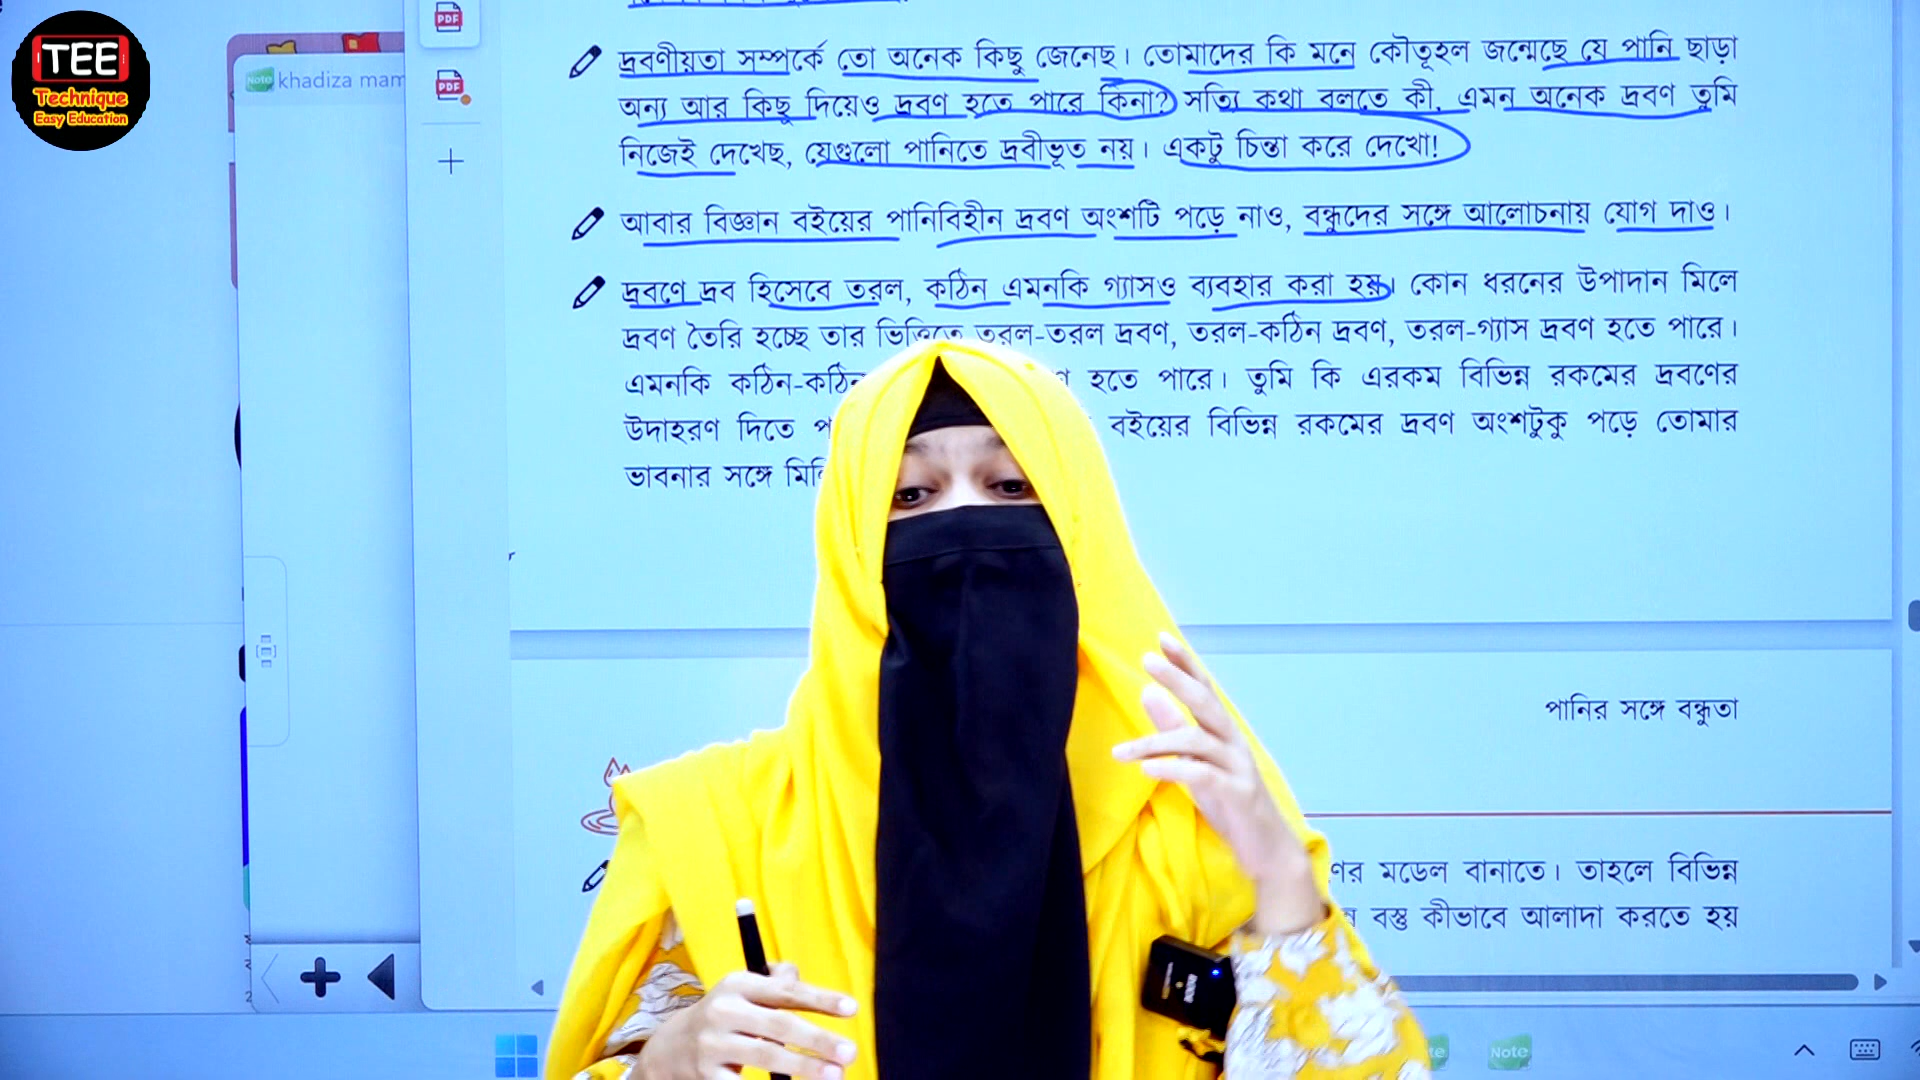 TEE
Technique
Easy Education
PDF
PDF
Note khadiza mam
দ্রবণীয়তা সম্পর্কে তো অনেক কিছু জেনেছ। তোমাদের কি মনে কৌতূহল জন্মেছে যে পানি ছাড়া
অন্য আর কিছু দিয়েও দ্রবণ হতে পারে কিনা? সত্যি কথা বলতে কী, এমন অনেক দ্রবণ তুমি
নিজেই দেখেছ, যেগুলো পানিতে দ্রবীভূত নয়। একটু চিন্তা করে দেখো!
আবার বিজ্ঞান বইয়ের পানিবিহীন দ্রবণ অংশটি পড়ে নাও, বন্ধুদের সঙ্গে আলোচনায় যোগ দাও।
দ্রবণে দ্রব হিসেবে তরল, কঠিন এমনকি গ্যাসও ব্যবহার করা হয়। কোন ধরনের উপাদান মিলে
দ্রবণ তৈরি হচ্ছে তার ভিত্তিতে তরল-তরল দ্রবণ, তরল-কঠিন দ্রবণ, তরল-গ্যাস দ্রবণ হতে পারে।
এমনকি কঠিন-কঠিন হতে পারে। তুমি কি এরকম বিভিন্ন রকমের দ্রবণের
উদাহরণ দিতে বইয়ের বিভিন্ন রকমের দ্রবণ অংশটুকু পড়ে তোমার
ভাবনার সঙ্গে
পানির সঙ্গে বন্ধুতা
মডেল বানাতে। তাহলে বিভিন্ন
বস্তু কীভাবে আলাদা করতে হয়
Note